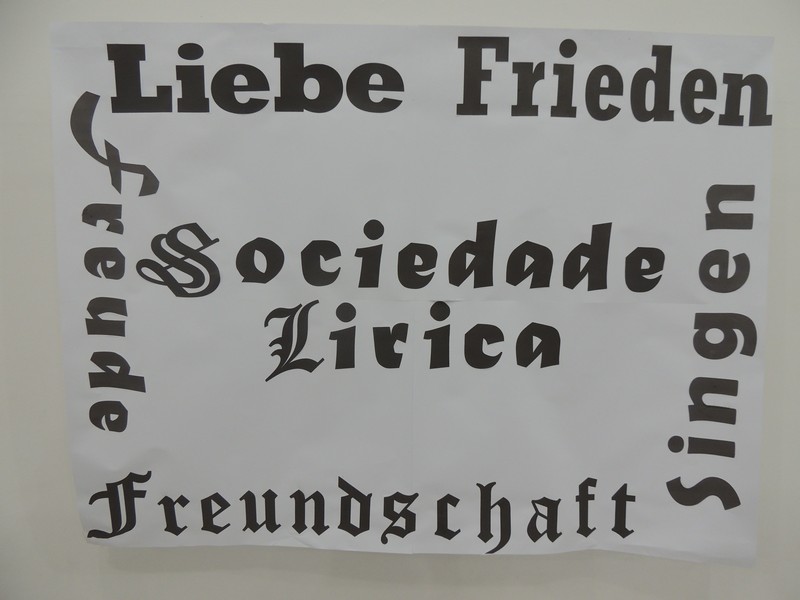 Liebe Frieden
Freude
Sociedade
Lirica
Singen
Freundschaft